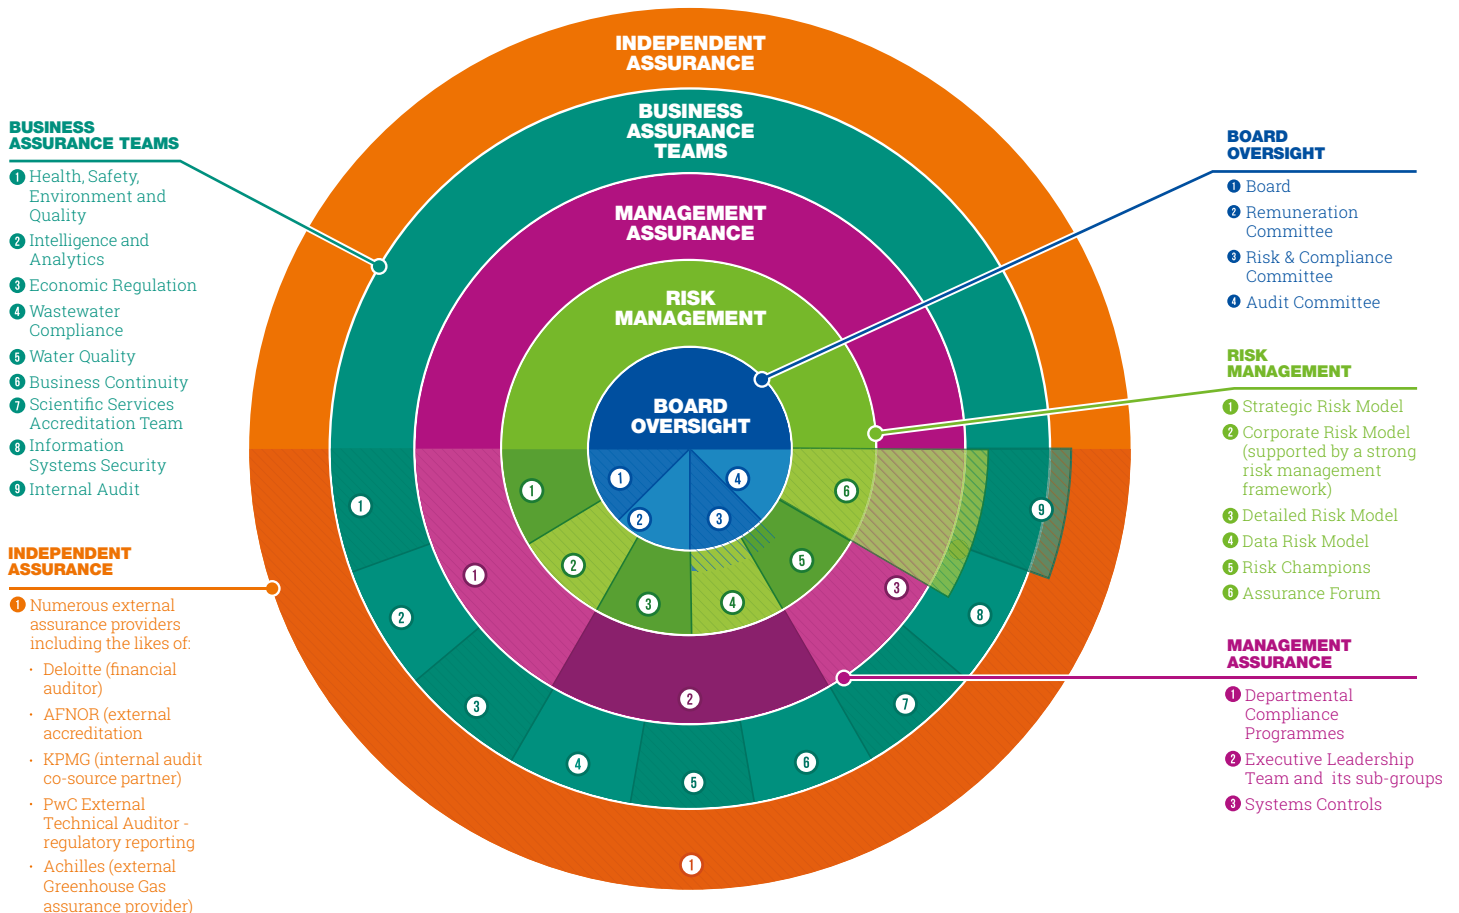 INDEPENDENT
ASSURANCE
BUSINESS
ASSURANCE
TEAMS
MANAGEMENT
ASSURANCE
RISK
MANAGEMENT
BOARD
OVERSIGHT
1
2
3
4
1
2
3
4
5
6
1
2
3
1
2
3
4
5
6
7
8
9
1
BUSINESS
ASSURANCE TEAMS
1 Health, Safety,
Environment and
Quality
2 Intelligence and
Analytics
3 Economic Regulation
4 Wastewater
Compliance
5 Water Quality
6 Business Continuity
7 Scientific Services
Accreditation Team
8 Information
Systems Security
9 Internal Audit
INDEPENDENT
ASSURANCE
1 Numerous external
assurance providers
including the likes of:
· Deloitte (financial
auditor)
· AFNOR (external
accreditation
· KPMG (internal audit
co-source partner)
· PwC External
Technical Auditor -
regulatory reporting
· Achilles (external
Greenhouse Gas
assurance provider)
BOARD
OVERSIGHT
1 Board
2 Remuneration
Committee
3 Risk & Compliance
Committee
4 Audit Committee
RISK
MANAGEMENT
1 Strategic Risk Model
2 Corporate Risk Model
(supported by a strong
risk management
framework)
3 Detailed Risk Model
4 Data Risk Model
5 Risk Champions
6 Assurance Forum
MANAGEMENT
ASSURANCE
1 Departmental
Compliance
Programmes
2 Executive Leadership
Team and its sub-groups
3 Systems Controls